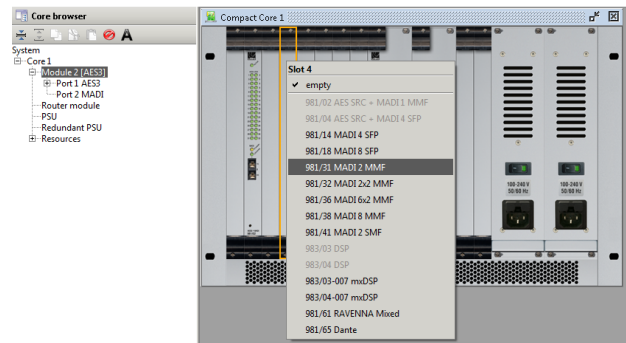 Core browser
A
System
Core 1
Module 2 [AES3]
Port 1 AES3
Port 2 MADI
Router module
PSU
Redundant PSU
Resources
Compact Core 1
Slot 4
empty
981/02 AES SRC + MADI 1 MMF
981/04 AES SRC + MADI 4 SFP
981/14 MADI 4 SFP
981/18 MADI 8 SFP
981/31 MADI 2 MMF
981/32 MADI 2x2 MMF
981/36 MADI 6x2 MMF
981/38 MADI 8 MMF
981/41 MADI 2 SMF
983/03 DSP
983/04 DSP
983/03-007 mxDSP
983/04-007 mxDSP
981/61 RAVENNA Mixed
981/65 Dante
100-240 V
50/60 Hz
100-240 V
50/60 Hz